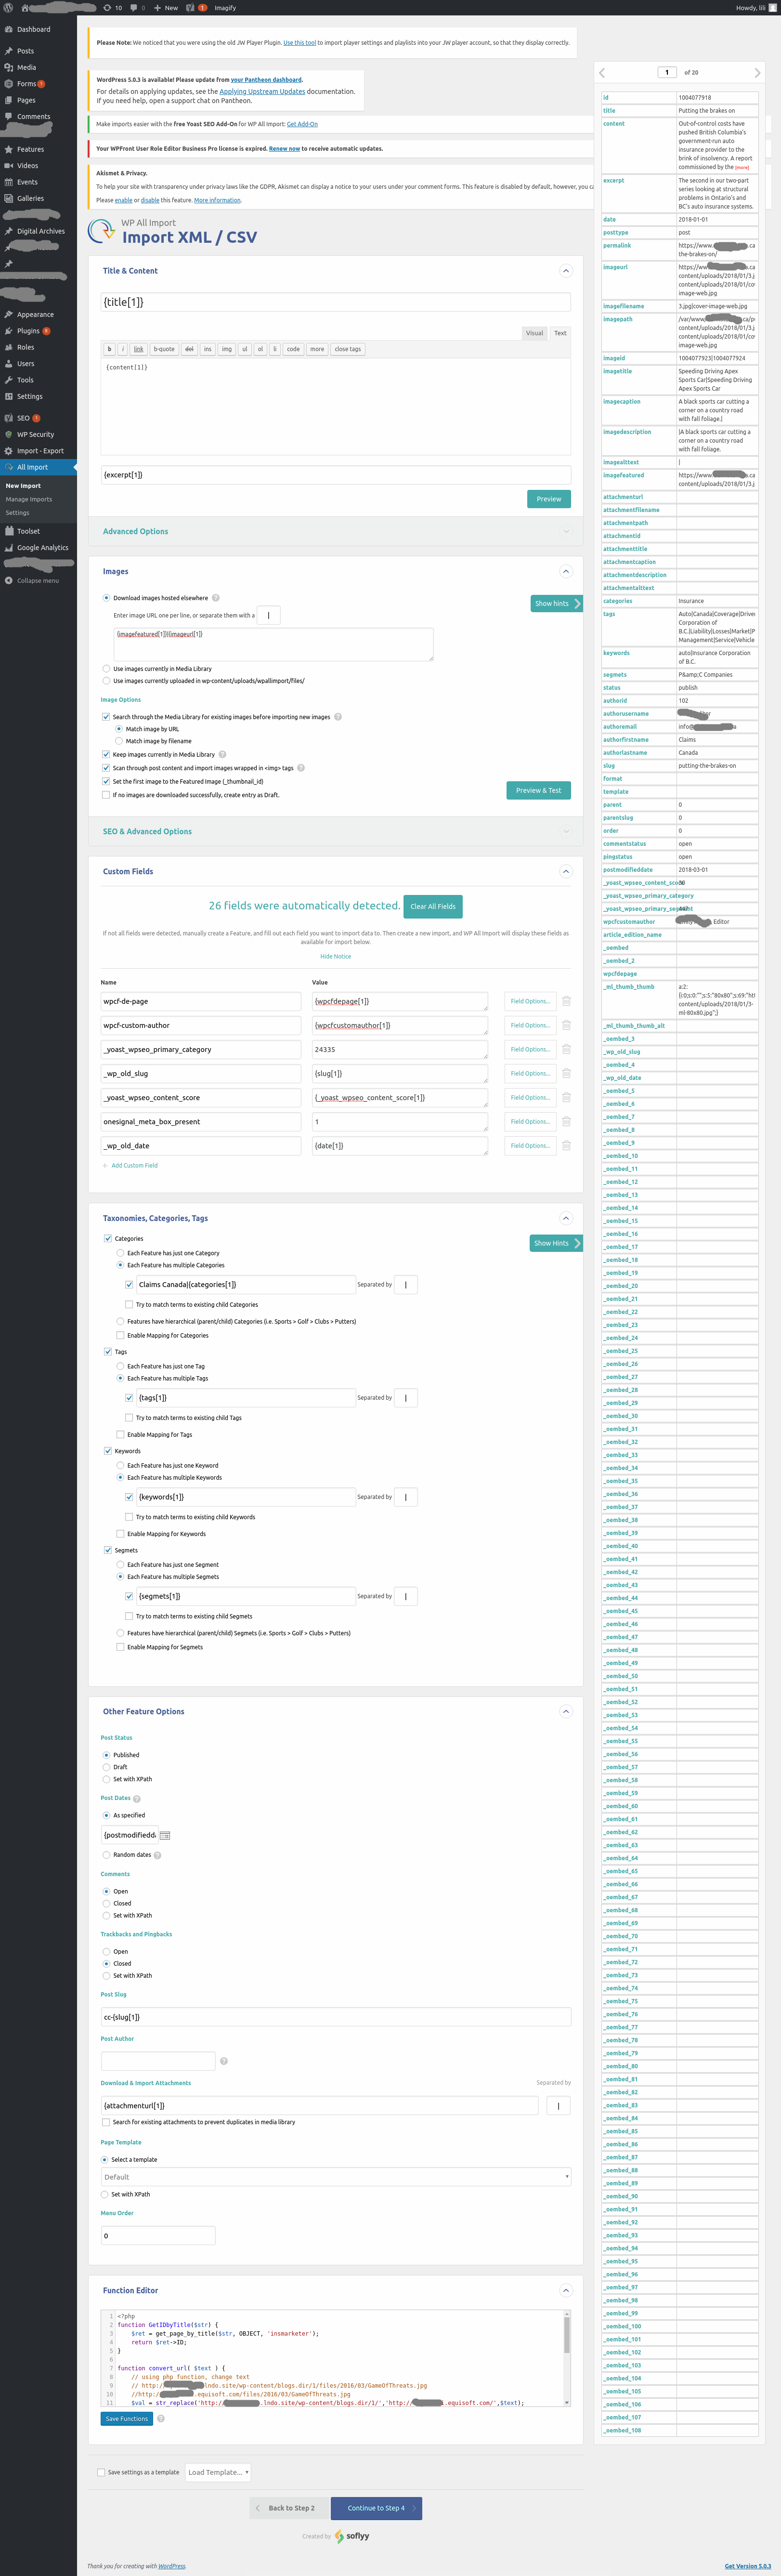 10 0 New 1 Imagify
Howdy, lili
Dashboard
Posts
Media
Forms 1
Pages
Comments
Features
Videos
Events
Galleries
Digital Archives
Appearance
Plugins 8
Roles
Users
Tools
Settings
SEO 1
WP Security
Import - Export
All Import
New Import
Manage Imports
Settings
Toolset
Google Analytics
Collapse menu
Please Note: We noticed that you were using the old JW Player Plugin. Use this tool to import player settings and playlists into your JW player account, so that they display correctly.
WordPress 5.0.3 is available! Please update from your Pantheon dashboard.
For details on applying updates, see the Applying Upstream Updates documentation.
If you need help, open a support chat on Pantheon.
Make imports easier with the free Yoast SEO Add-On for WP All Import: Get Add-On
Your WPFront User Role Editor Business Pro license is expired. Renew now to receive automatic updates.
Akismet & Privacy.
To help your site with transparency under privacy laws like the GDPR, Akismet can display a notice to your users under your comment forms. This feature is disabled by default, however, you ca
Please enable or disable this feature. More information.
WP All Import
Import XML / CSV
Title & Content
{title[1]}
Visual Text
b i link b-quote del ins img ul ol li code more close tags
{content[1]}
{excerpt[1]}
Preview
Advanced Options
Images
Download images hosted elsewhere
Show hints
Enter image URL one per line, or separate them with a |
{imagefeatured[1]}|{imageurl[1]}
Use images currently in Media Library
Use images currently uploaded in wp-content/uploads/wpallimport/files/
Image Options
Search through the Media Library for existing images before importing new images
Match image by URL
Match image by filename
Keep images currently in Media Library
Scan through post content and import images wrapped in <img> tags
Set the first image to the Featured Image (_thumbnail_id)
If no images are downloaded successfully, create entry as Draft.
Preview & Test
SEO & Advanced Options
Custom Fields
26 fields were automatically detected. Clear All Fields
If not all fields were detected, manually create a Feature, and fill out each field you want to import data to. Then create a new import, and WP All Import will display these fields as
available for import below.
Hide Notice
Name Value
wpcf-de-page {wpcfdepage[1]} Field Options...
wpcf-custom-author {wpcfcustomauthor[1]} Field Options...
_yoast_wpseo_primary_category 24335 Field Options...
_wp_old_slug {slug[1]} Field Options...
_yoast_wpseo_content_score {_yoast_wpseo_content_score[1]} Field Options...
onesignal_meta_box_present 1 Field Options...
_wp_old_date {date[1]} Field Options...
+ Add Custom Field
Taxonomies, Categories, Tags
Categories
Show Hints
Each Feature has just one Category
Each Feature has multiple Categories
Claims Canada|{categories[1]} Separated by |
Try to match terms to existing child Categories
Features have hierarchical (parent/child) Categories (i.e. Sports > Golf > Clubs > Putters)
Enable Mapping for Categories
Tags
Each Feature has just one Tag
Each Feature has multiple Tags
{tags[1]} Separated by |
Try to match terms to existing child Tags
Enable Mapping for Tags
Keywords
Each Feature has just one Keyword
Each Feature has multiple Keywords
{keywords[1]} Separated by |
Try to match terms to existing child Keywords
Enable Mapping for Keywords
Segmets
Each Feature has just one Segment
Each Feature has multiple Segmets
{segmets[1]} Separated by |
Try to match terms to existing child Segmets
Features have hierarchical (parent/child) Segmets (i.e. Sports > Golf > Clubs > Putters)
Enable Mapping for Segmets
Other Feature Options
Post Status
Published
Draft
Set with XPath
Post Dates
As specified
{postmodifiedd
Random dates
Comments
Open
Closed
Set with XPath
Trackbacks and Pingbacks
Open
Closed
Set with XPath
Post Slug
cc-{slug[1]}
Post Author
Download & Import Attachments Separated by
{attachmenturl[1]} |
Search for existing attachments to prevent duplicates in media library
Page Template
Select a template
Default
Set with XPath
Menu Order
0
Function Editor
1 <?php
2 function GetIDbyTitle($str) {
3 $ret = get_page_by_title($str, OBJECT, 'insmarketer');
4 return $ret->ID;
5 }
6
7 function convert_url( $text ) {
8 // using php function, change text
9 // http: .lndo.site/wp-content/blogs.dir/1/files/2016/03/GameOfThreats.jpg
10 //http: .equisoft.com/files/2016/03/GameOfThreats.jpg
11 $val = str_replace('http:/ .lndo.site/wp-content/blogs.dir/1/','http:/ .equisoft.com/',$text);
Save Functions
Save settings as a template Load Template...
Back to Step 2 Continue to Step 4
Created by soflyy
Thank you for creating with WordPress.
Get Version 5.0.3
1 of 20
id 1004077918
title Putting the brakes on
content Out-of-control costs have
pushed British Columbia's
government-run auto
insurance provider to the
brink of insolvency. A report
commissioned by the [more]
excerpt The second in our two-part
series looking at structural
problems in Ontario's and
BC's auto insurance systems.
date 2018-01-01
posttype post
permalink https://www. .ca
the-brakes-on/
imageurl https://ww s.ca
content/uploads/2018/01/3.j
content/uploads/2018/01/co
image-web.jpg
imagefilename 3.jpg|cover-image-web.jpg
imagepath /var/www .ca/p
content/uploads/2018/01/3.j
content/uploads/2018/01/co
image-web.jpg
imageid 1004077923|1004077924
imagetitle Speeding Driving Apex
Sports Car|Speeding Driving
Apex Sports Car
imagecaption A black sports car cutting a
corner on a country road
with fall foliage.|
imagedescription |A black sports car cutting a
corner on a country road
with fall foliage.
imagealttext |
imagefeatured https://www s.ca
content/uploads/2018/01/3.j
attachmenturl
attachmentfilename
attachmentpath
attachmentid
attachmenttitle
attachmentcaption
attachmentdescription
attachmentalttext
categories Insurance
tags Auto|Canada|Coverage|Driver
Corporation of
B.C.|Liability|Losses|Market|P
Management|Service|Vehicle
keywords auto|Insurance Corporation
of B.C.
segmets P&amp;C Companies
status publish
authorid 102
authorusername
authoremail info@
authorfirstname Claims
authorlastname Canada
slug putting-the-brakes-on
format
template
parent 0
parentslug 0
order 0
commentstatus open
pingstatus open
postmodifieddate 2018-03-01
_yoast_wpseo_content_score
_yoast_wpseo_primary_category
_yoast_wpseo_primary_segment
wpcfcustomauthor Editor
article_edition_name
_oembed
_oembed_2
wpcfdepage
_ml_thumb_thumb a:2:
{i:0;s:0:"";s:5:"80x80";s:69:"htt
content/uploads/2018/01/3-
ml-80x80.jpg";}
_ml_thumb_thumb_alt
_oembed_3
_wp_old_slug
_oembed_4
_wp_old_date
_oembed_5
_oembed_6
_oembed_7
_oembed_8
_oembed_9
_oembed_10
_oembed_11
_oembed_12
_oembed_13
_oembed_14
_oembed_15
_oembed_16
_oembed_17
_oembed_18
_oembed_19
_oembed_20
_oembed_21
_oembed_22
_oembed_23
_oembed_24
_oembed_25
_oembed_26
_oembed_27
_oembed_28
_oembed_29
_oembed_30
_oembed_31
_oembed_32
_oembed_33
_oembed_34
_oembed_35
_oembed_36
_oembed_37
_oembed_38
_oembed_39
_oembed_40
_oembed_41
_oembed_42
_oembed_43
_oembed_44
_oembed_45
_oembed_46
_oembed_47
_oembed_48
_oembed_49
_oembed_50
_oembed_51
_oembed_52
_oembed_53
_oembed_54
_oembed_55
_oembed_56
_oembed_57
_oembed_58
_oembed_59
_oembed_60
_oembed_61
_oembed_62
_oembed_63
_oembed_64
_oembed_65
_oembed_66
_oembed_67
_oembed_68
_oembed_69
_oembed_70
_oembed_71
_oembed_72
_oembed_73
_oembed_74
_oembed_75
_oembed_76
_oembed_77
_oembed_78
_oembed_79
_oembed_80
_oembed_81
_oembed_82
_oembed_83
_oembed_84
_oembed_85
_oembed_86
_oembed_87
_oembed_88
_oembed_89
_oembed_90
_oembed_91
_oembed_92
_oembed_93
_oembed_94
_oembed_95
_oembed_96
_oembed_97
_oembed_98
_oembed_99
_oembed_100
_oembed_101
_oembed_102
_oembed_103
_oembed_104
_oembed_105
_oembed_106
_oembed_107
_oembed_108